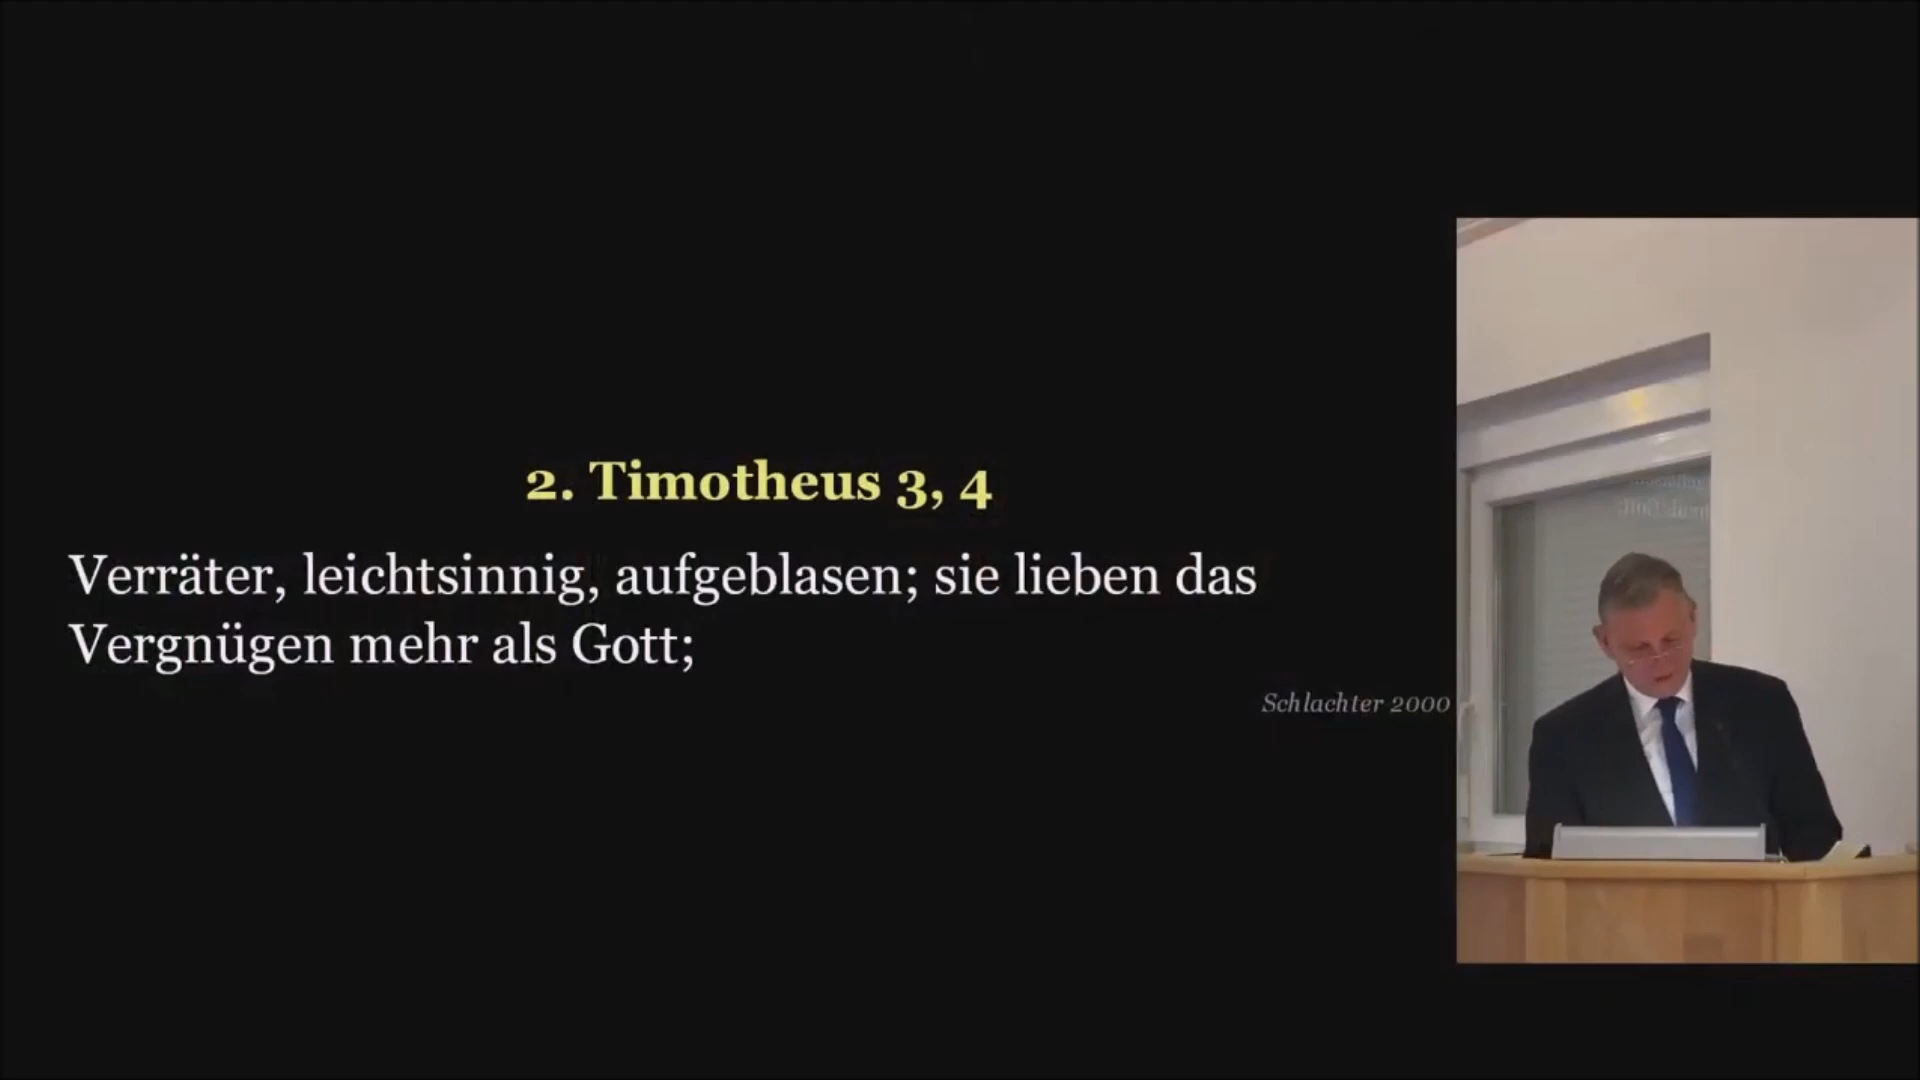 2. Timotheus 3, 4
Verräter, leichtsinnig, aufgeblasen; sie lieben das
Vergnügen mehr als Gott;
Schlachter 2000